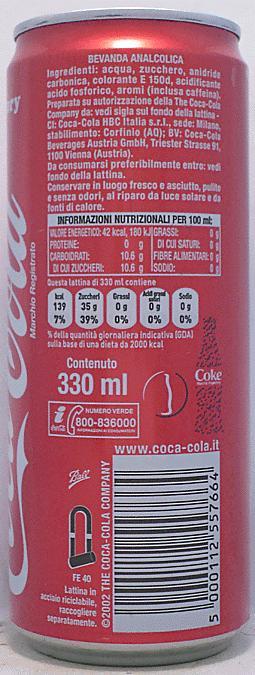 BEVANDA ANALCOLICA
Ingredienti: acqua, zucchero, anidride
carbonica, colorante E 150d, acidificante
acido fosforico, aromi (inclusa caffeina).
Preparata su autorizzazione della The Coca-Cola
Company da: vedi sigla sul fondo della lattina -
CI: Coca-Cola HBC Italia s.r.l., sede: Milano,
stabilimento: Corfinio (AQ); BV: Coca-Cola
Beverages Austria GmbH, Triester Strasse 91,
1100 Vienna (Austria).
Da consumarsi preferibilmente entro: vedi
fondo della lattina.
Conservare in luogo fresco e asciutto, pulito
e senza odori, al riparo da luce solare e da
fonti di calore.
INFORMAZIONI NUTRIZIONALI PER 100 ml:
VALORE ENERGETICO: 42 kcal, 180 kJ GRASSI: 0 g
PROTEINE: 0 g DI CUI SATURI: 0 g
CARBOIDRATI: 10.6 g FIBRE ALIMENTARI: 0 g
DI CUI ZUCCHERI: 10.6 g SODIO: 0 g
Questa lattina di 330 ml contiene
kcal Zuccheri Grassi Acidi grassi saturi Sodio
139 35 g 0 g 0 g 0 g
7% 39% 0% 0% 0%
% della quantità giornaliera indicativa (GDA)
sulla base di una dieta da 2000 kcal
Contenuto
330 ml
Coke
NUMERO VERDE
800-836000
www.coca-cola.it
Ball
FE 40
Lattina in
acciaio riciclabile,
raccogliere
separatamente.
©2002 THE COCA-COLA COMPANY
5 000112 557664
Marchio Registrato